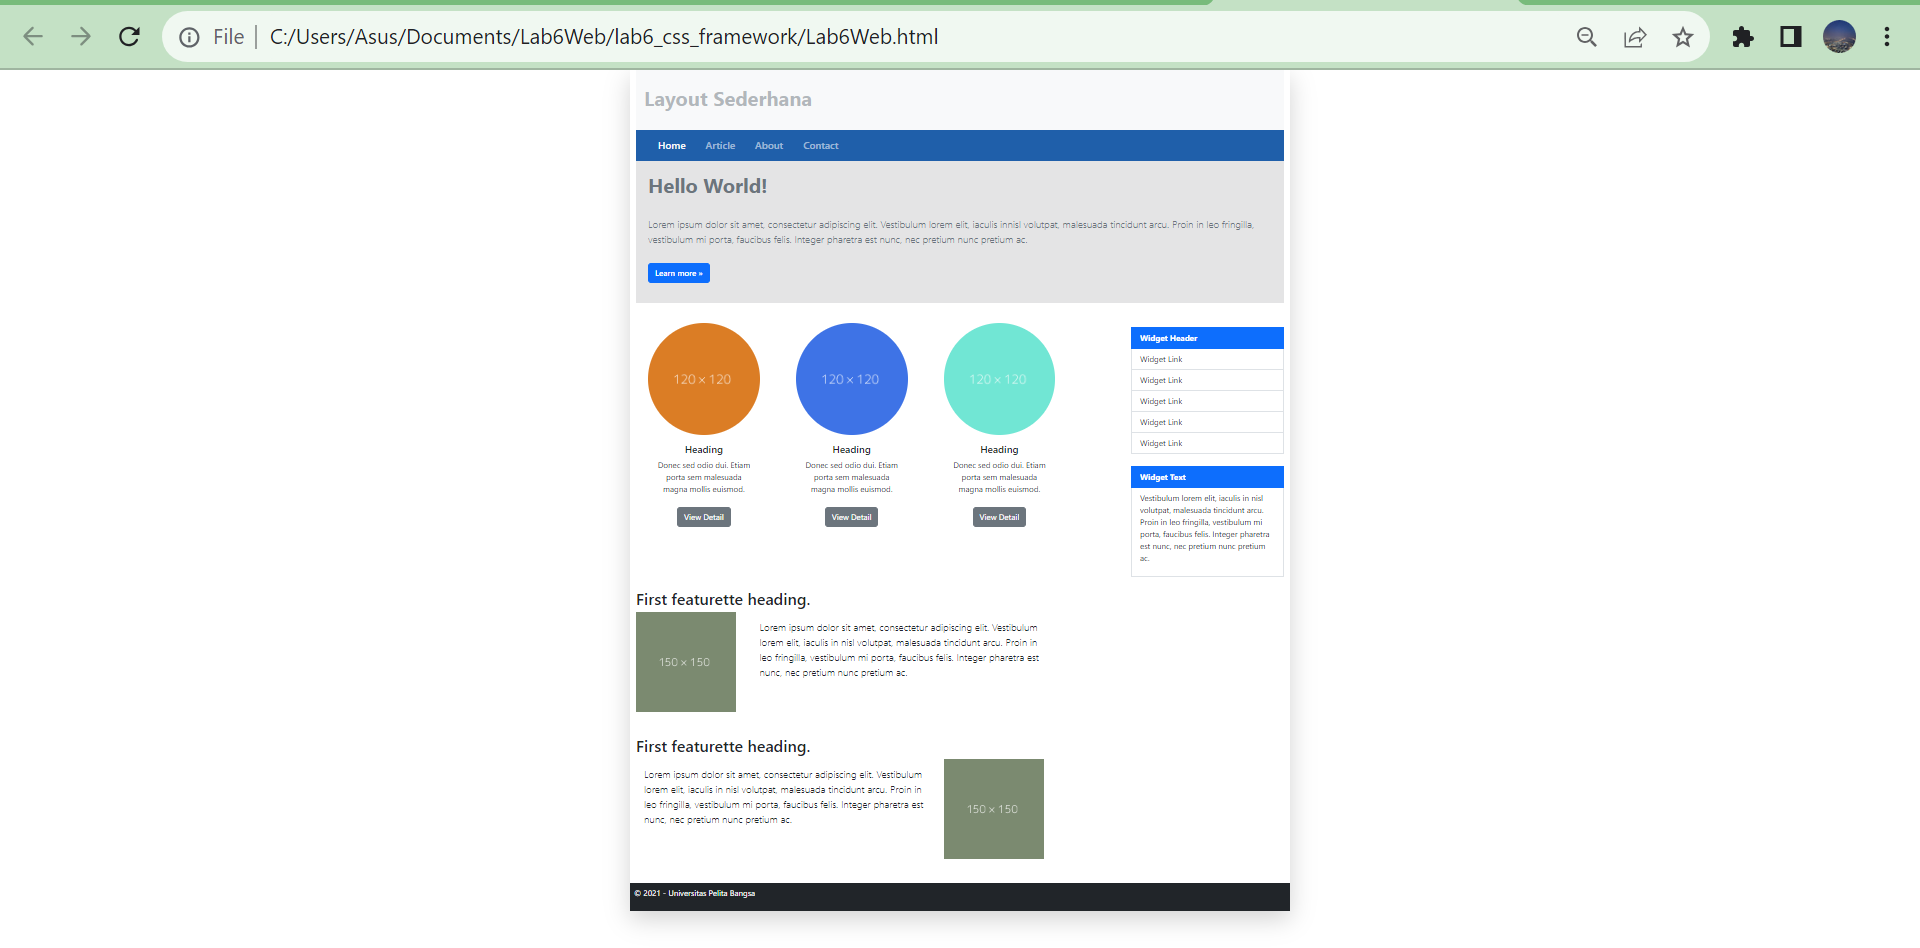 File
C:/Users/Asus/Documents/Lab6Web/lab6_css_framework/Lab6Web.html
Layout Sederhana
Home Article About Contact
Hello World!
Lorem ipsum dolor sit amet, consectetur adipiscing elit. Vestibulum lorem elit, iaculis innisl volutpat, malesuada tincidunt arcu. Proin in leo fringilla,
vestibulum mi porta, faucibus felis. Integer pharetra est nunc, nec pretium nunc pretium ac.
Learn more »
120 × 120
Heading
Donec sed odio dui. Etiam
porta sem malesuada
magna mollis euismod.
View Detail
120 × 120
Heading
Donec sed odio dui. Etiam
porta sem malesuada
magna mollis euismod.
View Detail
120 × 120
Heading
Donec sed odio dui. Etiam
porta sem malesuada
magna mollis euismod.
View Detail
Widget Header
Widget Link
Widget Link
Widget Link
Widget Link
Widget Link
Widget Text
Vestibulum lorem elit, iaculis in nisl
volutpat, malesuada tincidunt arcu.
Proin in leo fringilla, vestibulum mi
porta, faucibus felis. Integer pharetra
est nunc, nec pretium nunc pretium
ac.
First featurette heading.
150 × 150
Lorem ipsum dolor sit amet, consectetur adipiscing elit. Vestibulum
lorem elit, iaculis in nisl volutpat, malesuada tincidunt arcu. Proin in
leo fringilla, vestibulum mi porta, faucibus felis. Integer pharetra est
nunc, nec pretium nunc pretium ac.
First featurette heading.
Lorem ipsum dolor sit amet, consectetur adipiscing elit. Vestibulum
lorem elit, iaculis in nisl volutpat, malesuada tincidunt arcu. Proin in
leo fringilla, vestibulum mi porta, faucibus felis. Integer pharetra est
nunc, nec pretium nunc pretium ac.
150 × 150
© 2021 - Universitas Pelita Bangsa